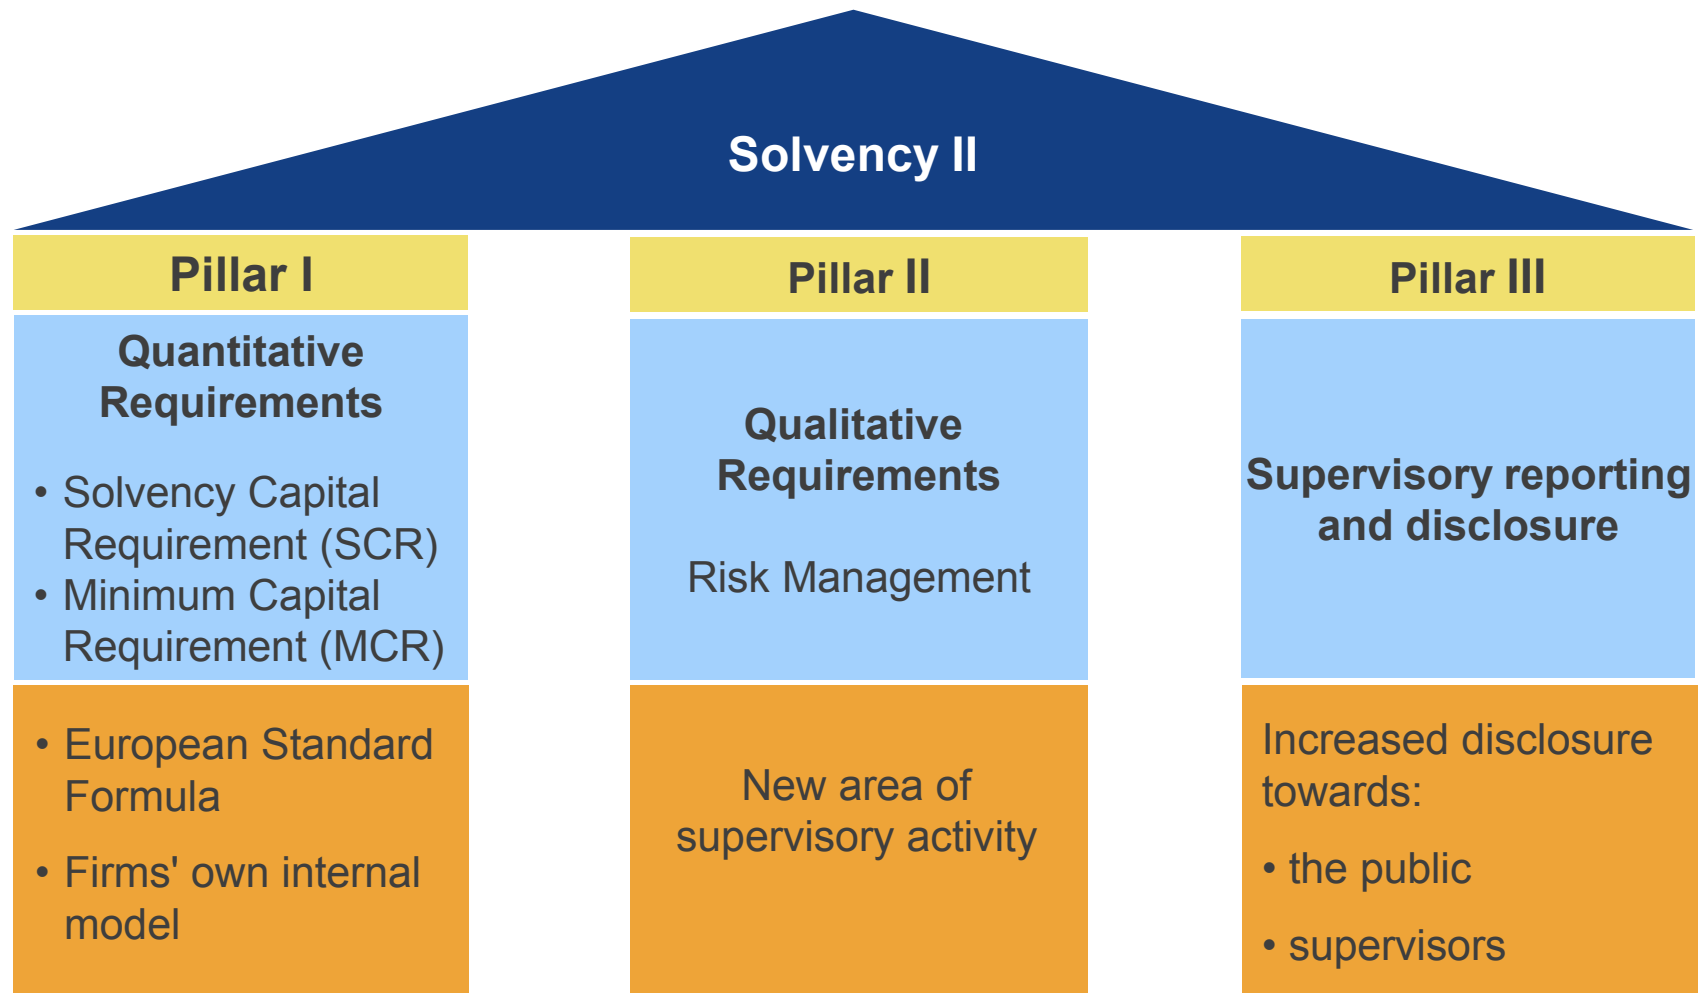 Solvency II
Pillar I
Quantitative
Requirements
• Solvency Capital
Requirement (SCR)
• Minimum Capital
Requirement (MCR)
• European Standard
Formula
• Firms' own internal
model
Pillar II
Qualitative
Requirements
Risk Management
New area of
supervisory activity
Pillar III
Supervisory reporting
and disclosure
Increased disclosure
towards:
• the public
• supervisors